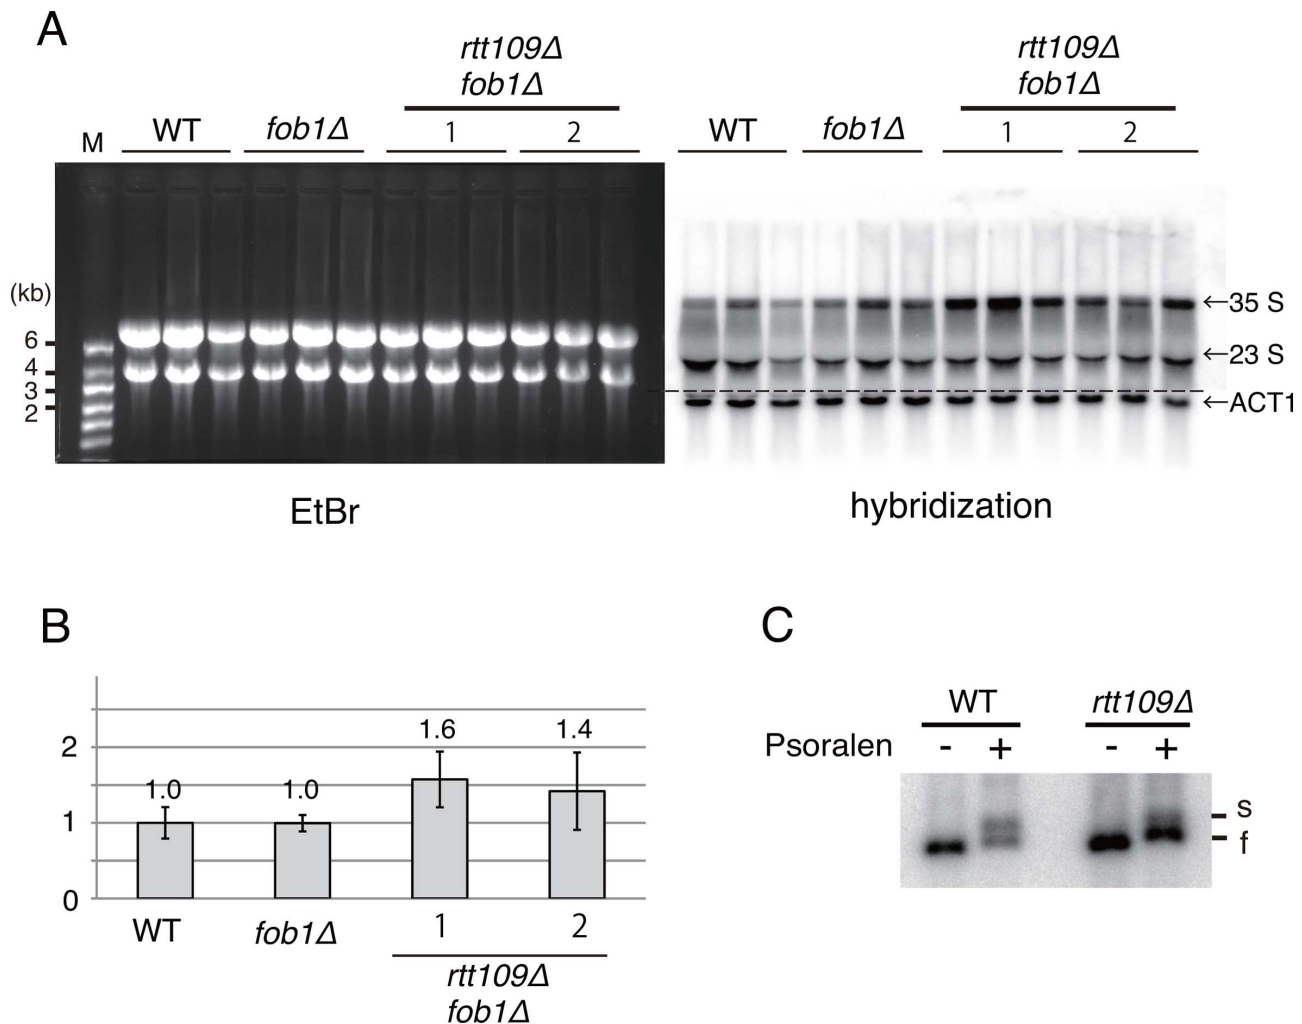 A
rtt109Δ
fob1Δ
M
WT
fob1Δ
1
2
(kb)
6
4
3
2
EtBr
rtt109Δ
fob1Δ
WT
fob1Δ
1
2
←35 S
←23 S
←ACT1
hybridization
B
2
1
0
1.0
1.0
1.6
1.4
WT
fob1Δ
1
2
rtt109Δ
fob1Δ
C
WT
rtt109Δ
Psoralen
-
+
-
+
s
f